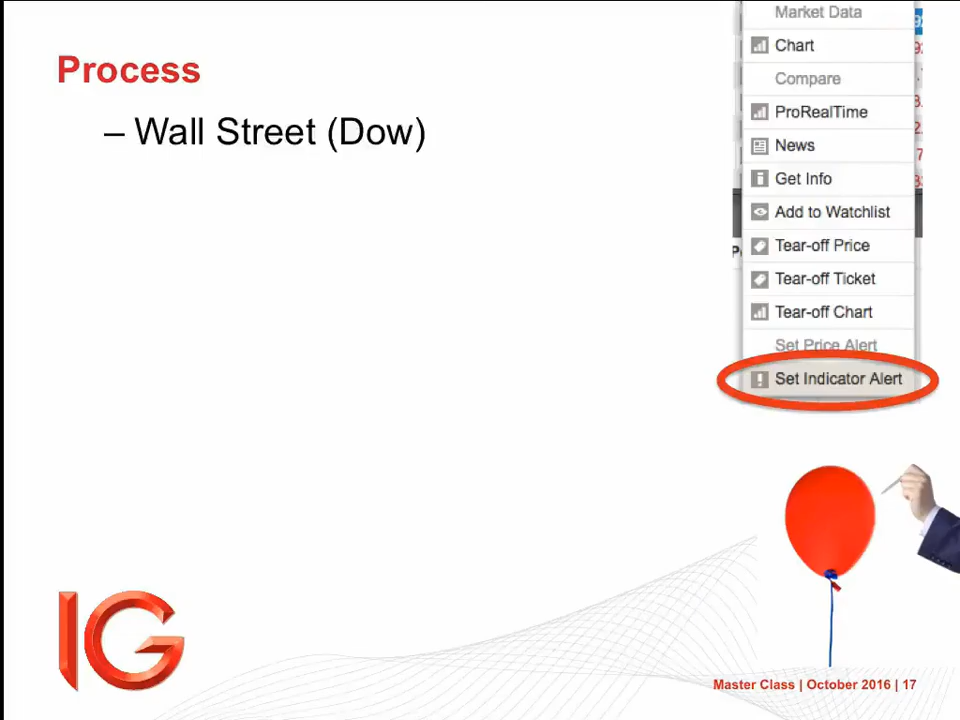 Process
– Wall Street (Dow)
Market Data
Chart
Compare
ProRealTime
News
Get Info
Add to Watchlist
Tear-off Price
Tear-off Ticket
Tear-off Chart
Set Price Alert
Set Indicator Alert
IG
Master Class | October 2016 | 17